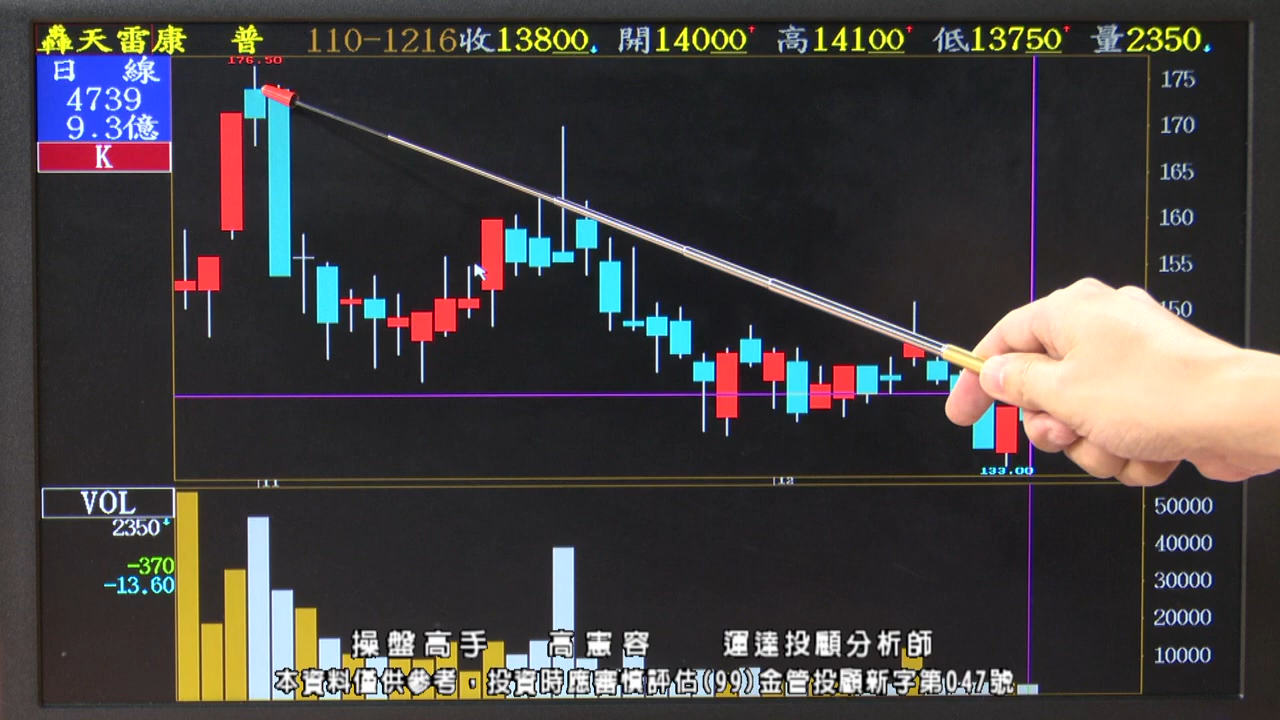 轟天雷康 普 110-1216收13800↓ 開14000↑ 高14100↑ 低13750↑ 量2350↓
日 線
4739
9.3億
K
176.50
175
170
165
160
155
150
133.00
11
12
VOL
2350↓
-370
-13.60
50000
40000
30000
20000
10000
操盤高手 高憲容 運達投顧分析師
本資料僅供參考，投資時應審慎評估(99)金管投顧新字第047號